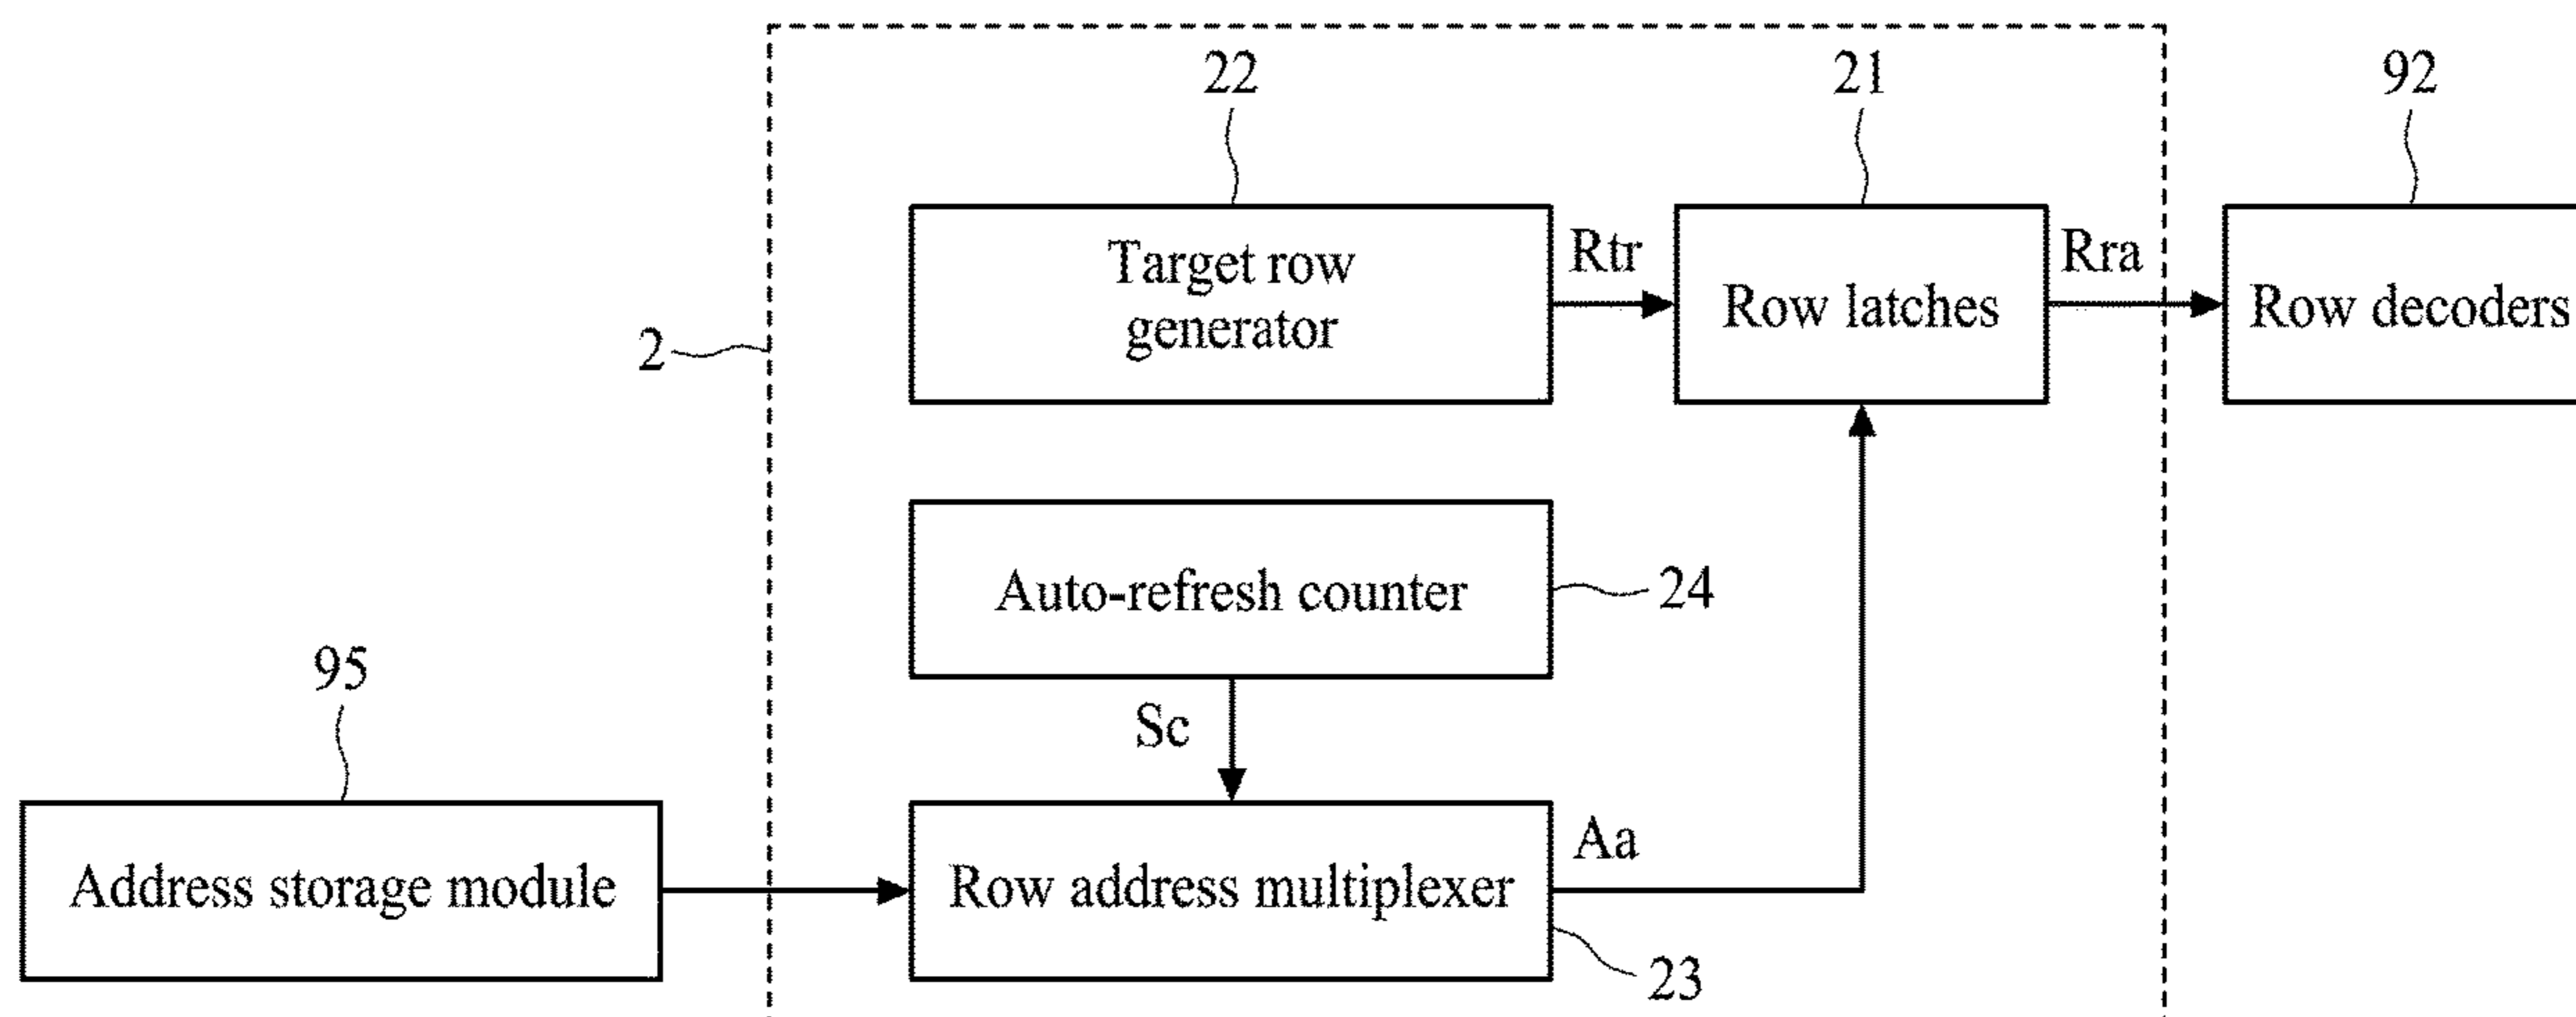 22
21
92
Target row
generator
Rtr
Row latches
Rra
Row decoders
2
Auto-refresh counter
24
95
Sc
Address storage module
Row address multiplexer
Aa
23